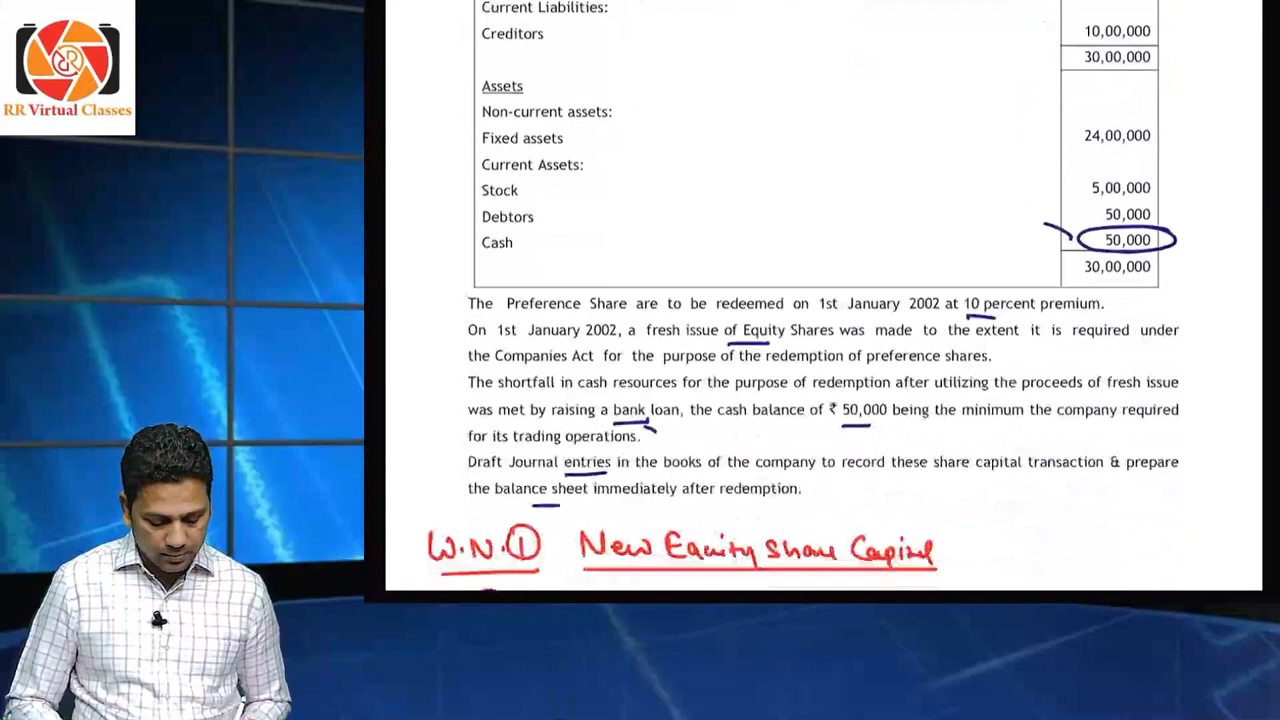 RR Virtual Classes
Current Liabilities:
Creditors 10,00,000
30,00,000
Assets
Non-current assets:
Fixed assets 24,00,000
Current Assets:
Stock 5,00,000
Debtors 50,000
Cash 50,000
30,00,000
The Preference Share are to be redeemed on 1st January 2002 at 10 percent premium.
On 1st January 2002, a fresh issue of Equity Shares was made to the extent it is required under
the Companies Act for the purpose of the redemption of preference shares.
The shortfall in cash resources for the purpose of redemption after utilizing the proceeds of fresh issue
was met by raising a bank loan, the cash balance of ₹ 50,000 being the minimum the company required
for its trading operations.
Draft Journal entries in the books of the company to record these share capital transaction & prepare
the balance sheet immediately after redemption.
W.N.① New Equity Share Capital